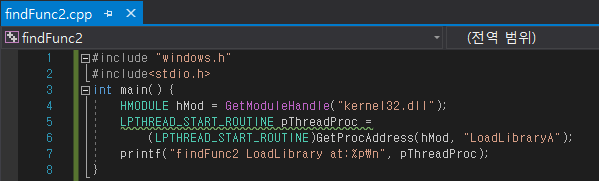 findFunc2.cpp
findFunc2 (전역 범위)
1 #include "windows.h"
2 #include<stdio.h>
3 int main() {
4 HMODULE hMod = GetModuleHandle("kernel32.dll");
5 LPTHREAD_START_ROUTINE pThreadProc =
6 (LPTHREAD_START_ROUTINE)GetProcAddress(hMod, "LoadLibraryA");
7 printf("findFunc2 LoadLibrary at:%p₩n", pThreadProc);
8 }